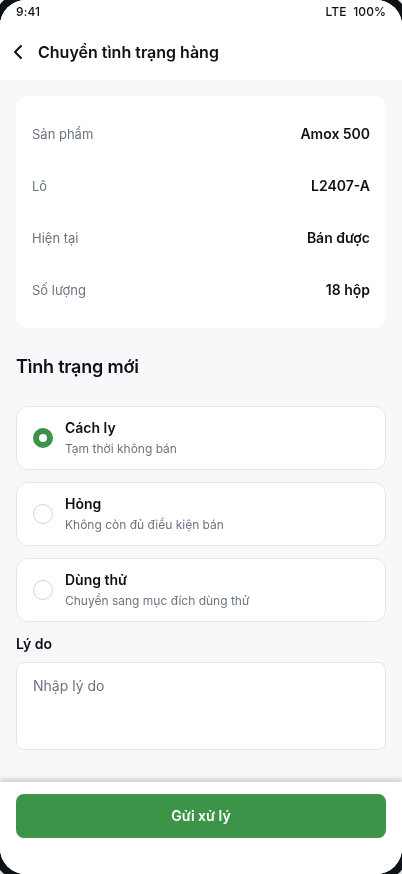 9:41 LTE 100%
Chuyển tình trạng hàng
Sản phẩm Amox 500
Lô L2407-A
Hiện tại Bán được
Số lượng 18 hộp
Tình trạng mới
Cách ly
Tạm thời không bán
Hỏng
Không còn đủ điều kiện bán
Dùng thử
Chuyển sang mục đích dùng thử
Lý do
Nhập lý do
Gửi xử lý